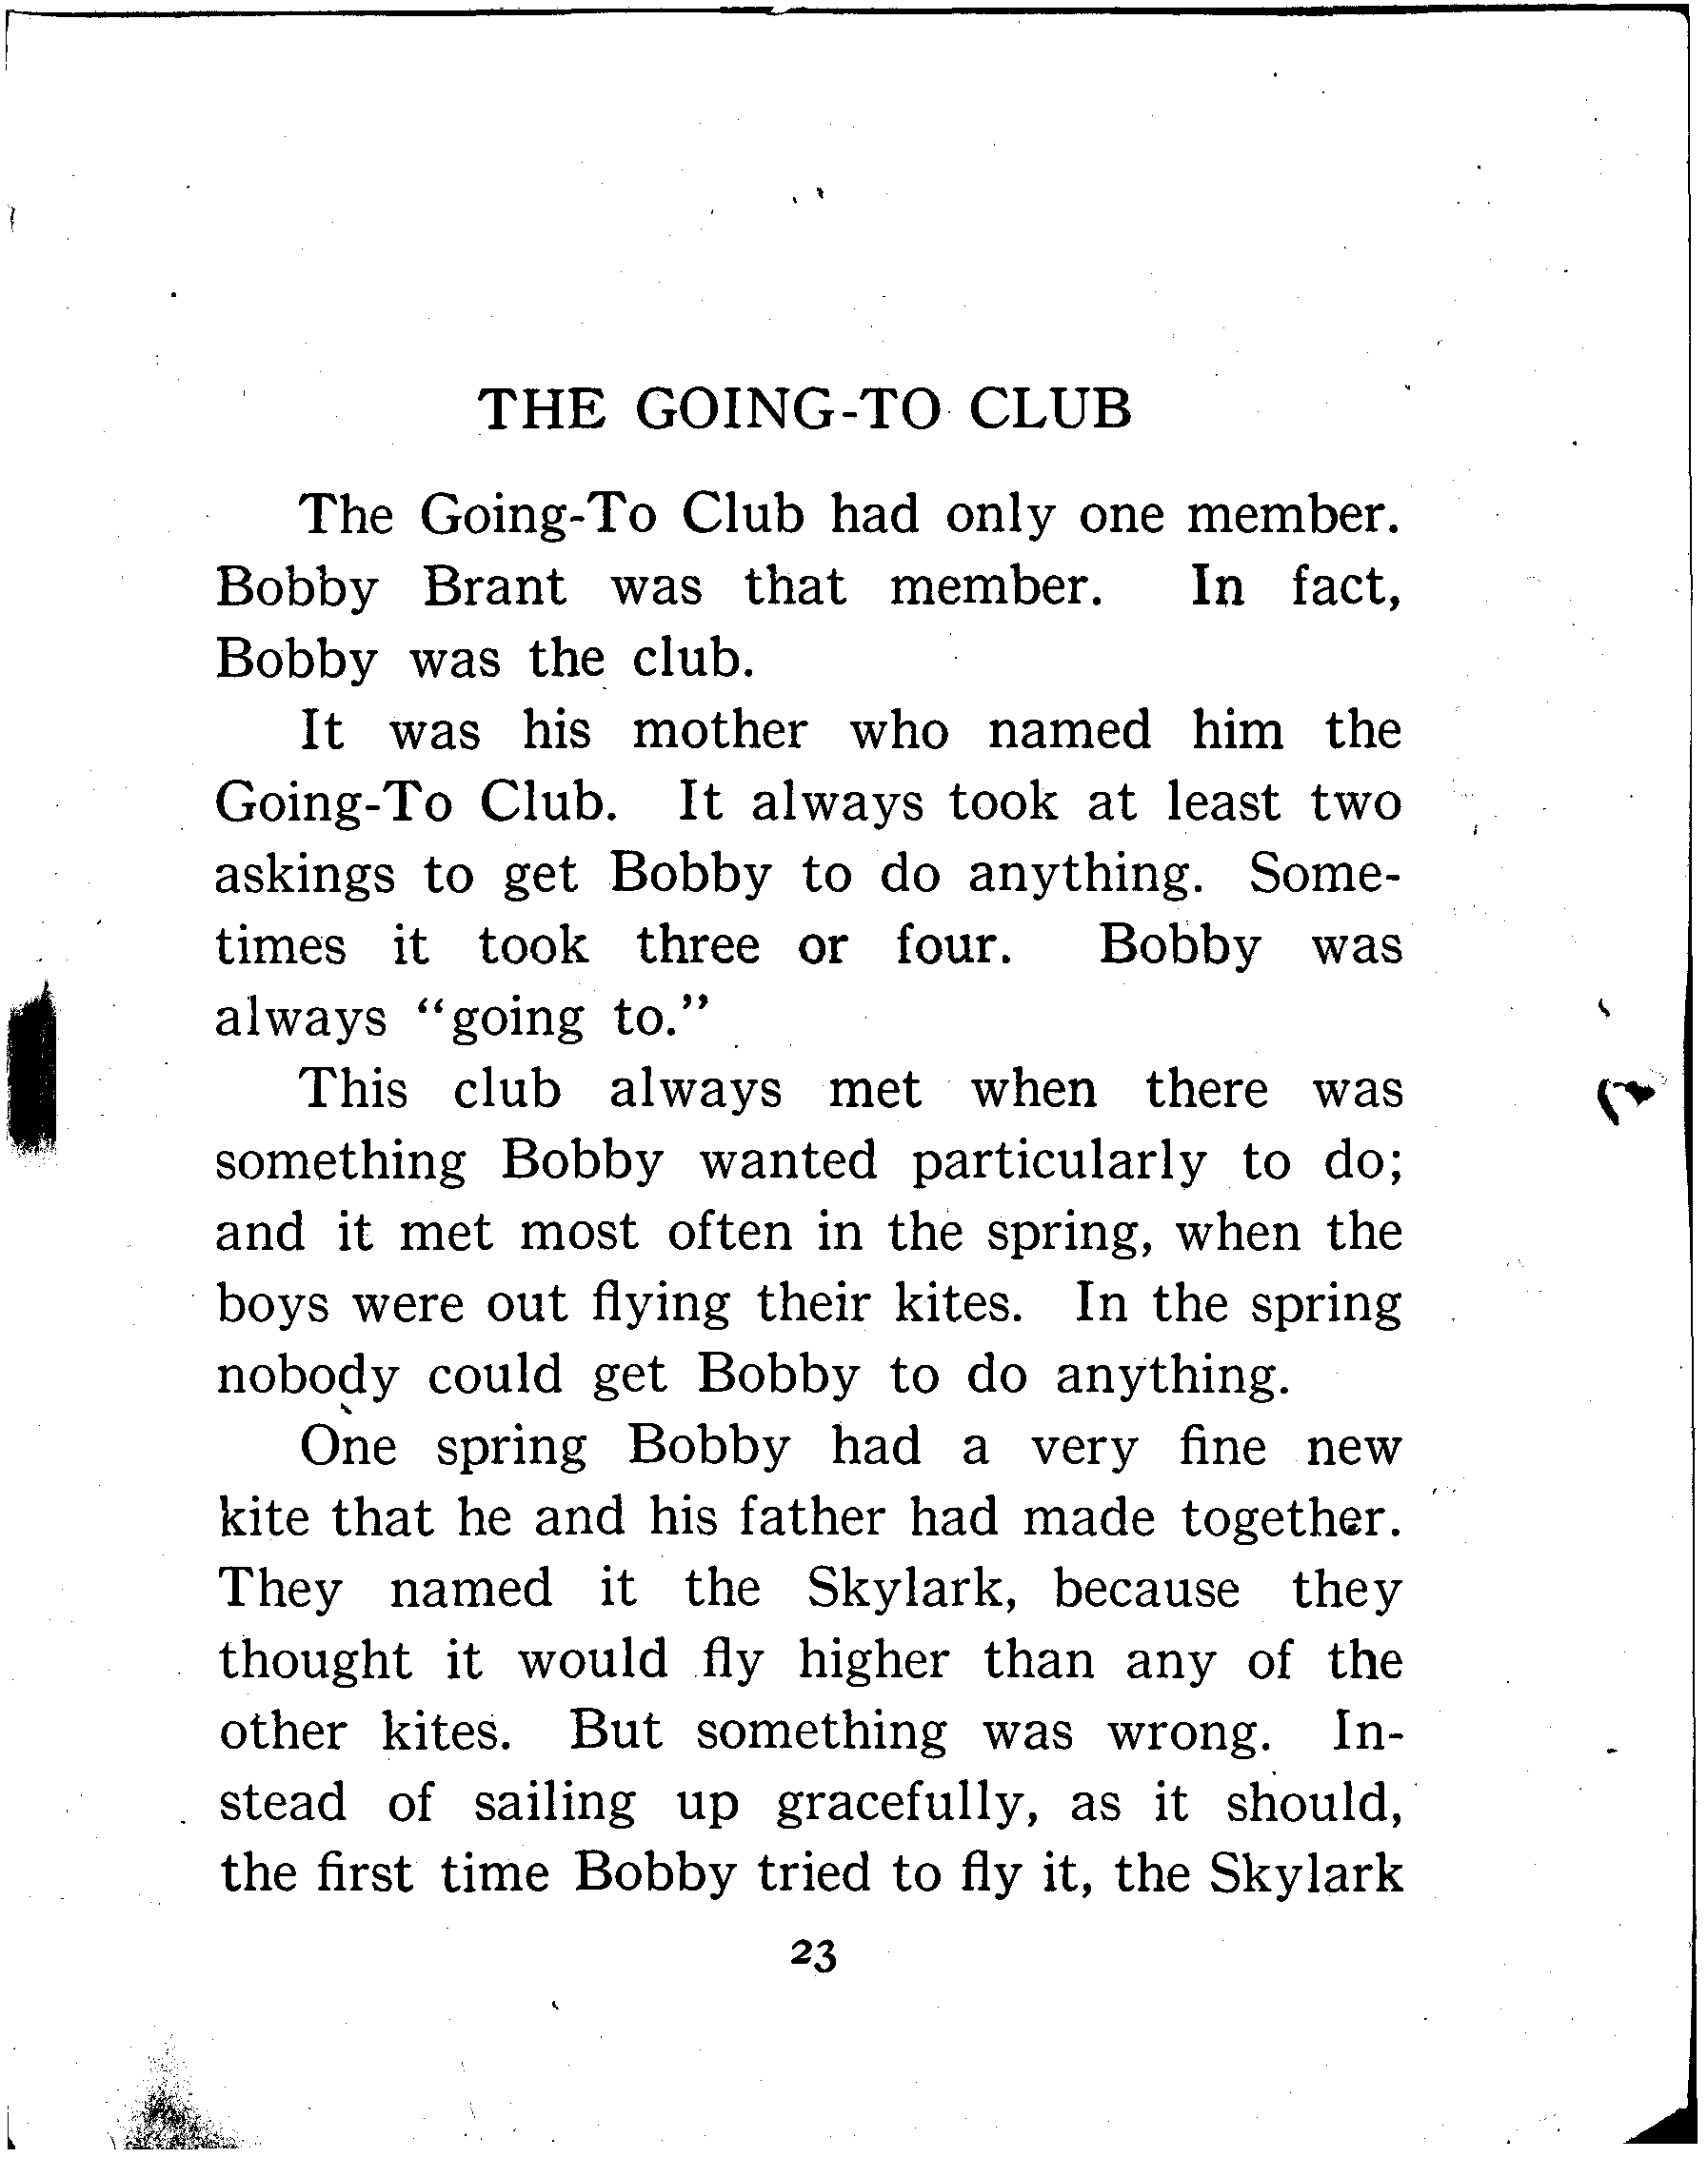 THE GOING-TO CLUB
The Going-To Club had only one member.
Bobby Brant was that member. In fact,
Bobby was the club.
It was his mother who named him the
Going-To Club. It always took at least two
askings to get Bobby to do anything. Some-
times it took three or four. Bobby was
always “going to.”
This club always met when there was
something Bobby wanted particularly to do;
and it met most often in the spring, when the
boys were out flying their kites. In the spring
nobody could get Bobby to do anything.
One spring Bobby had a very fine new
kite that he and his father had made together.
They named it the Skylark, because they
thought it would fly higher than any of the
other kites. But something was wrong. In-
stead of sailing up gracefully, as it should,
the first time Bobby tried to fly it, the Skylark
23